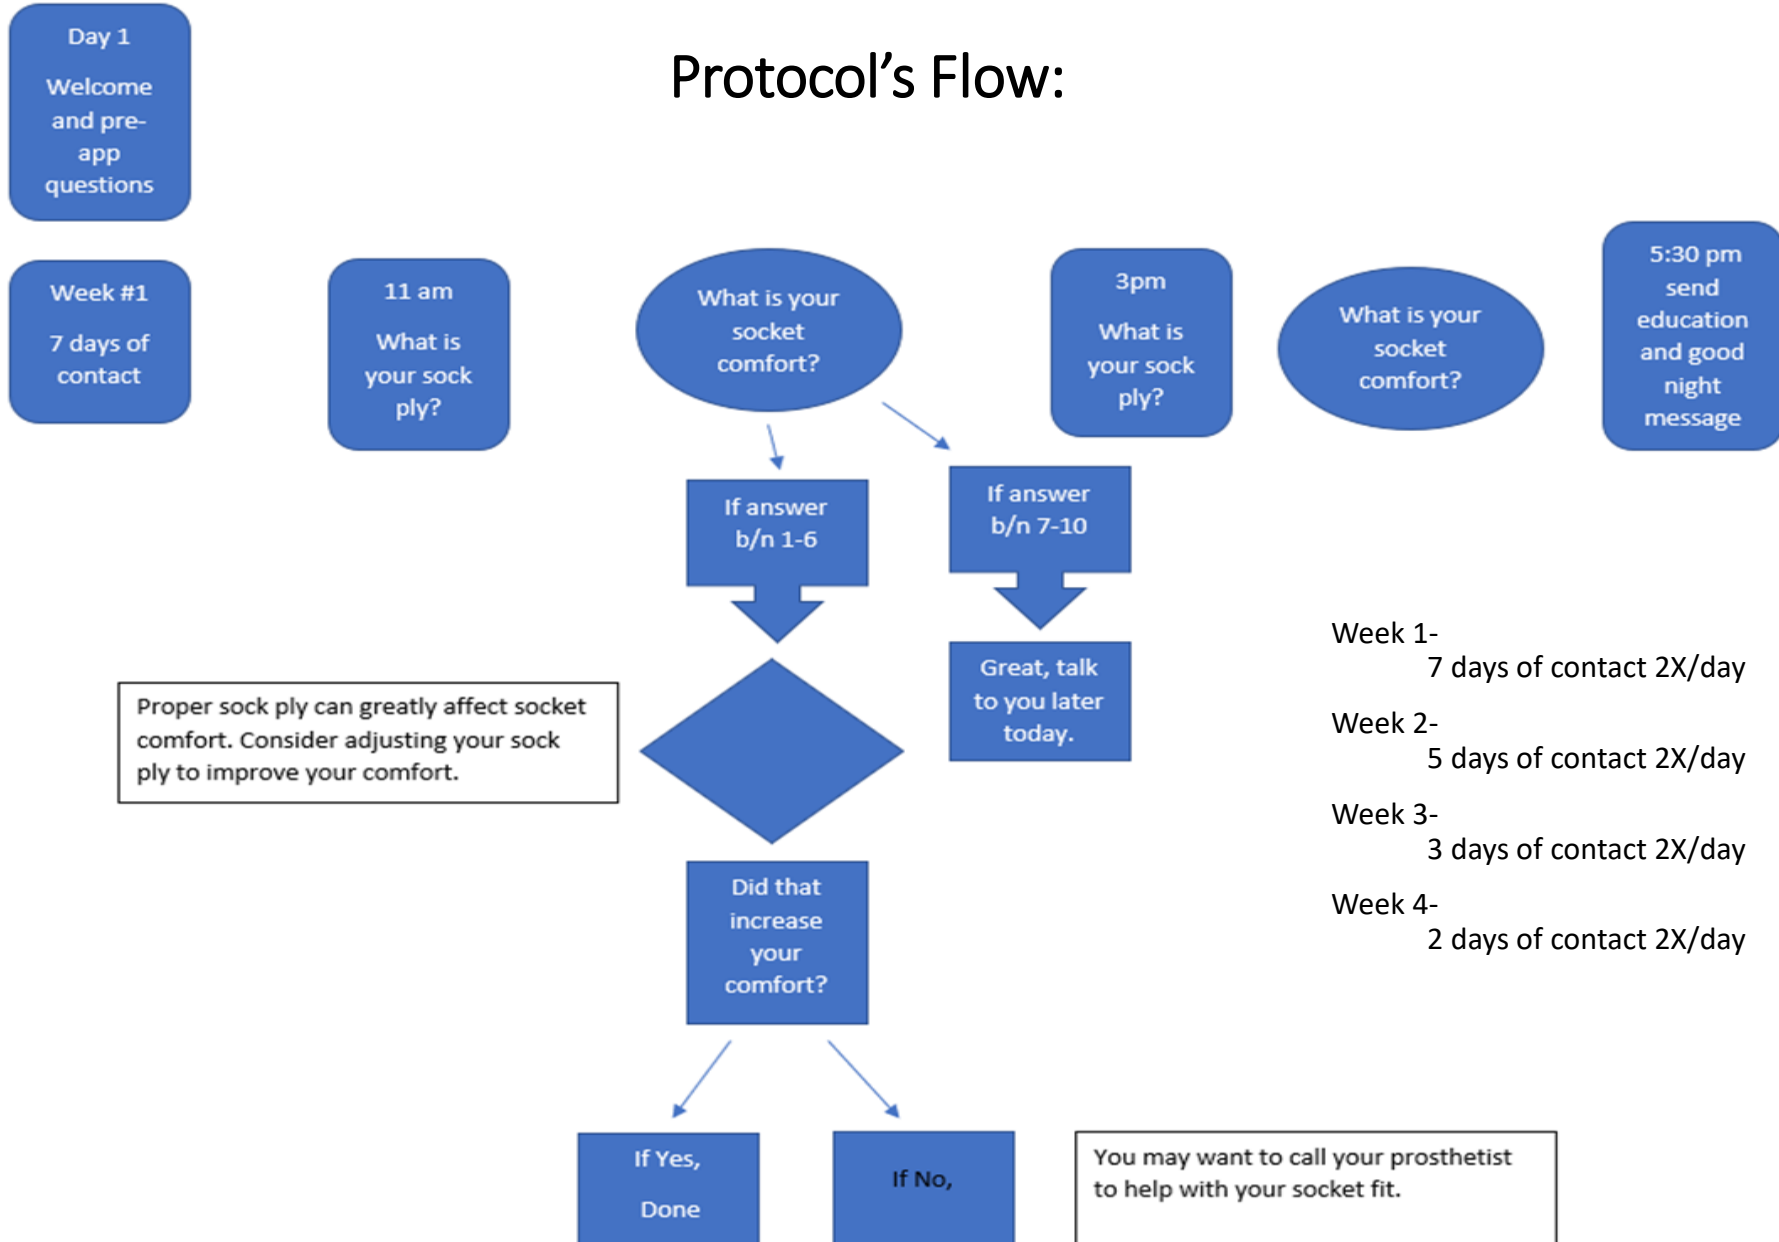 Protocol's Flow:
Day 1
Welcome
and pre-
app
questions
Week #1
7 days of
contact
11 am
What is
your sock
ply?
What is your
socket
comfort?
3pm
What is
your sock
ply?
What is your
socket
comfort?
5:30 pm
send
education
and good
night
message
If answer
b/n 1-6
If answer
b/n 7-10
Proper sock ply can greatly affect socket
comfort. Consider adjusting your sock
ply to improve your comfort.
Great, talk
to you later
today.
Did that
increase
your
comfort?
If Yes,
Done
If No,
You may want to call your prosthetist
to help with your socket fit.
Week 1-
7 days of contact 2X/day
Week 2-
5 days of contact 2X/day
Week 3-
3 days of contact 2X/day
Week 4-
2 days of contact 2X/day